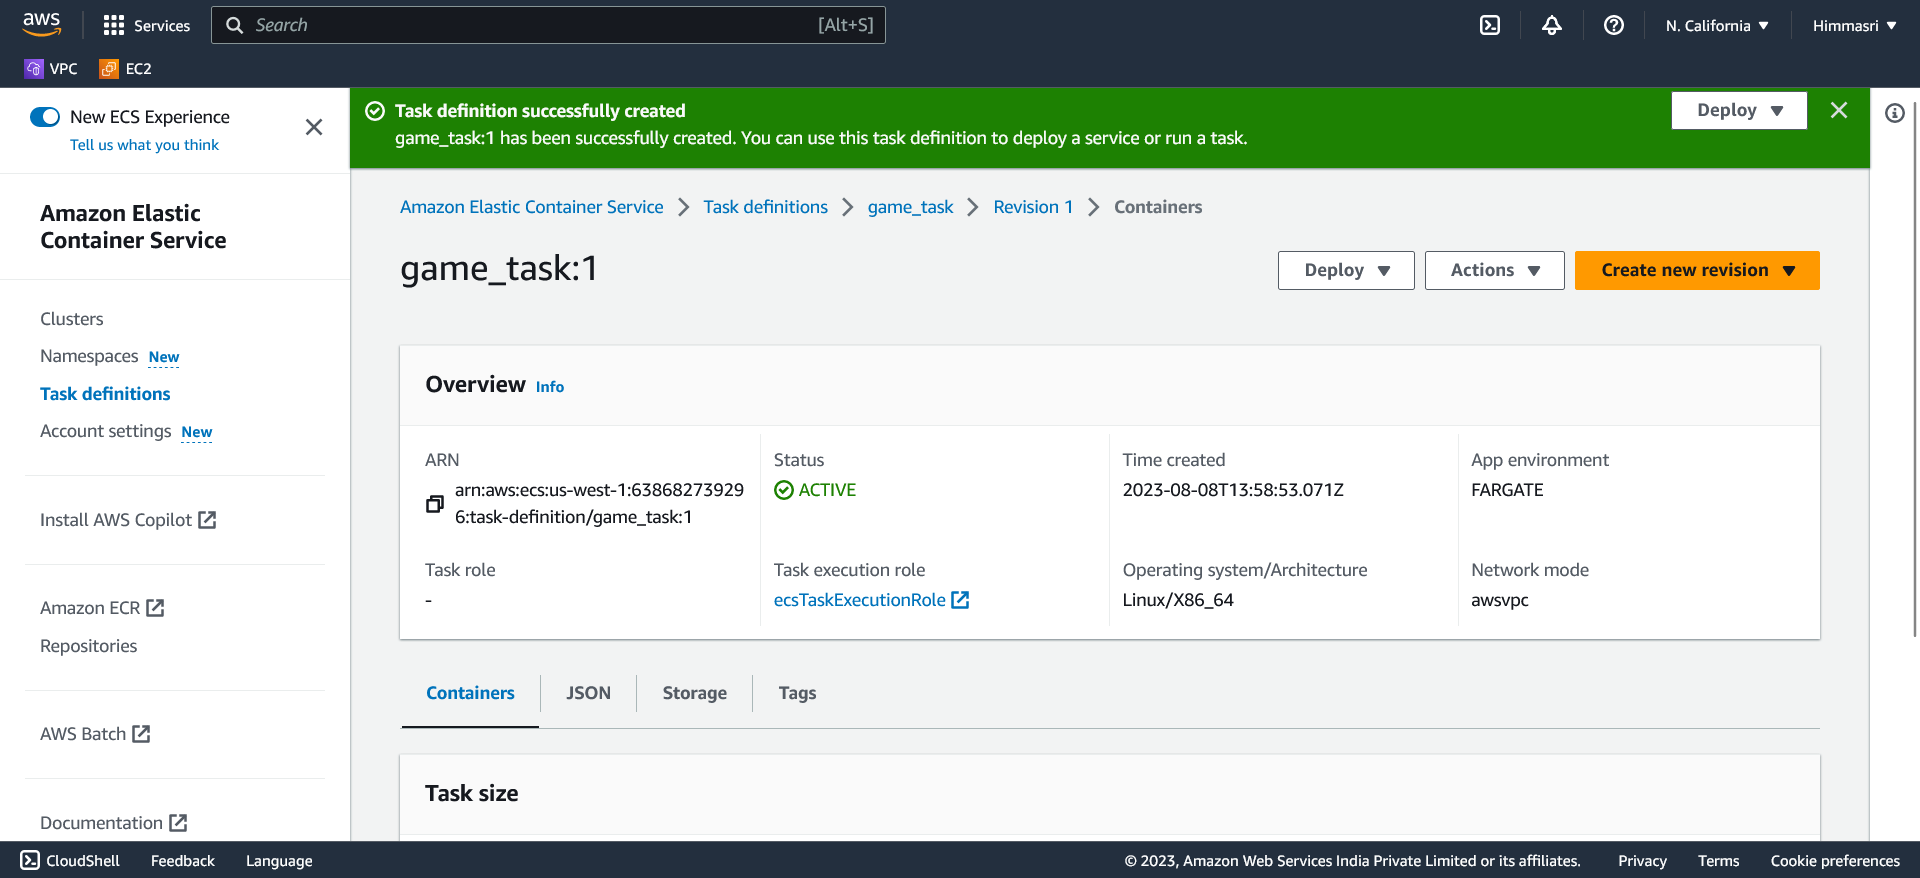 aws
Services
Search
[Alt+S]
N. California
Himmasri
VPC
EC2
New ECS Experience
Tell us what you think
Task definition successfully created
game_task:1 has been successfully created. You can use this task definition to deploy a service or run a task.
Deploy
Amazon Elastic
Container Service
Clusters
Namespaces New
Task definitions
Account settings New
Install AWS Copilot
Amazon ECR
Repositories
AWS Batch
Documentation
Amazon Elastic Container Service
Task definitions
game_task
Revision 1
Containers
game_task:1
Deploy
Actions
Create new revision
Overview Info
ARN
arn:aws:ecs:us-west-1:63868273929
6:task-definition/game_task:1
Status
ACTIVE
Time created
2023-08-08T13:58:53.071Z
App environment
FARGATE
Task role
-
Task execution role
ecsTaskExecutionRole
Operating system/Architecture
Linux/X86_64
Network mode
awsvpc
Containers
JSON
Storage
Tags
Task size
CloudShell
Feedback
Language
© 2023, Amazon Web Services India Private Limited or its affiliates.
Privacy
Terms
Cookie preferences